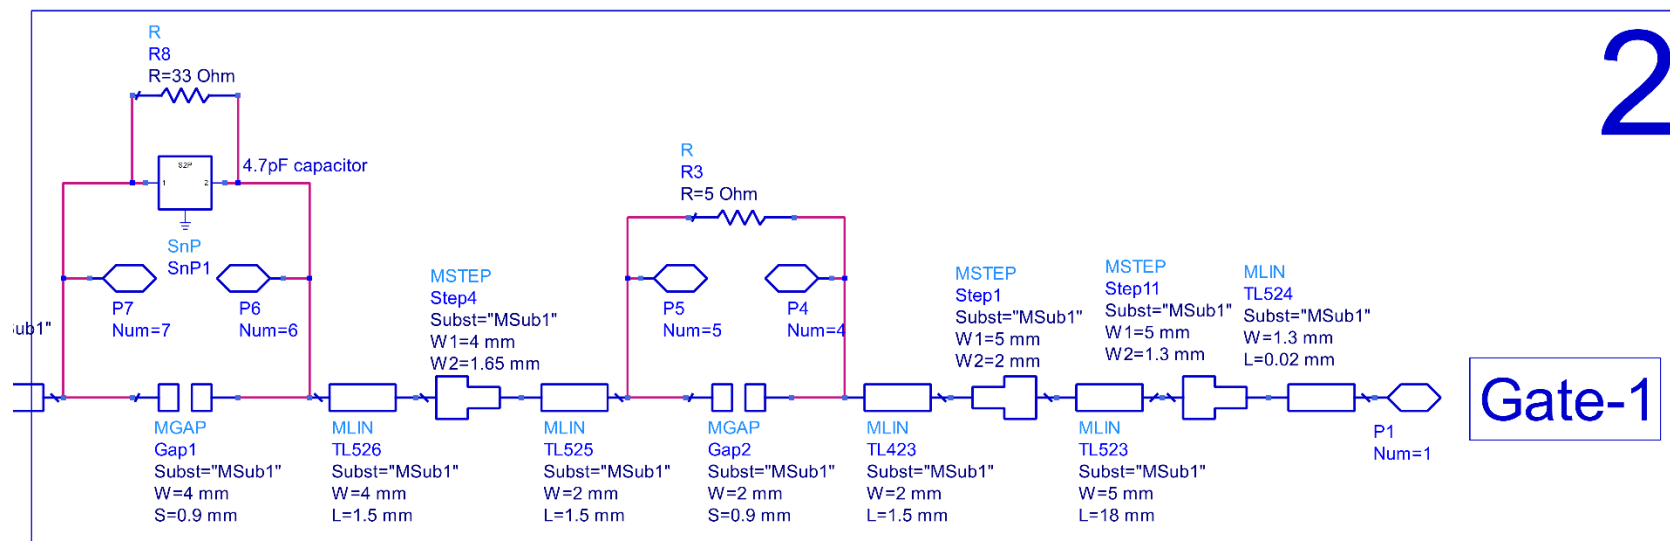 2
R
R8
R=33 Ohm
S2P
1
2
4.7pF capacitor
SnP
SnP1
P7
Num=7
P6
Num=6
MSTEP
Step4
Subst="MSub1"
W1=4 mm
W2=1.65 mm
R
R3
R=5 Ohm
P5
Num=5
P4
Num=4
MSTEP
Step1
Subst="MSub1"
W1=5 mm
W2=2 mm
MSTEP
Step11
Subst="MSub1"
W1=5 mm
W2=1.3 mm
MLIN
TL524
Subst="MSub1"
W=1.3 mm
L=0.02 mm
MGAP
Gap1
Subst="MSub1"
W=4 mm
S=0.9 mm
MLIN
TL526
Subst="MSub1"
W=4 mm
L=1.5 mm
MLIN
TL525
Subst="MSub1"
W=2 mm
L=1.5 mm
MGAP
Gap2
Subst="MSub1"
W=2 mm
S=0.9 mm
MLIN
TL423
Subst="MSub1"
W=2 mm
L=1.5 mm
MLIN
TL523
Subst="MSub1"
W=5 mm
L=18 mm
P1
Num=1
Gate-1